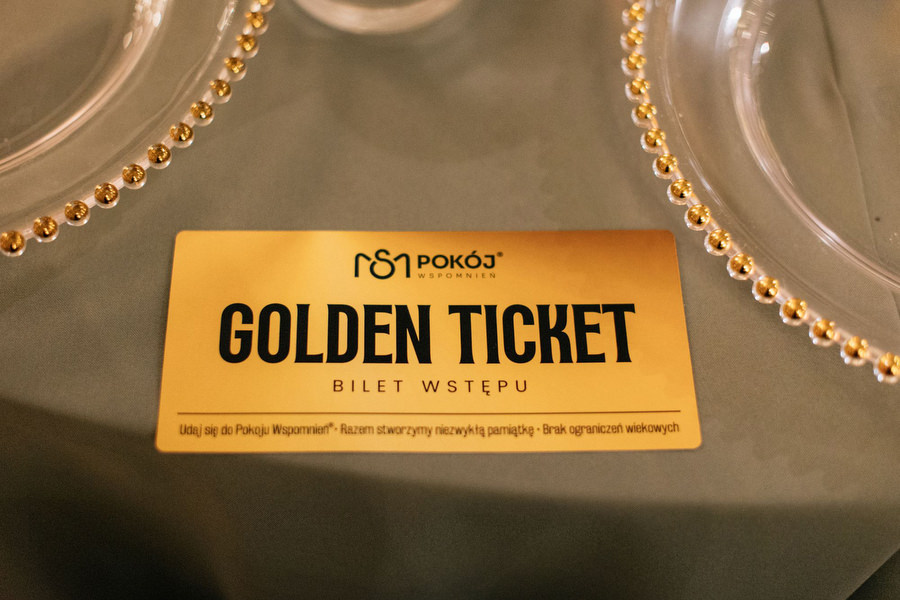 POKÓJ®
WSPOMNIEŃ
GOLDEN TICKET
BILET WSTĘPU
Udaj się do Pokoju Wspomnień® • Razem stworzymy niezwykłą pamiątkę • Brak ograniczeń wiekowych